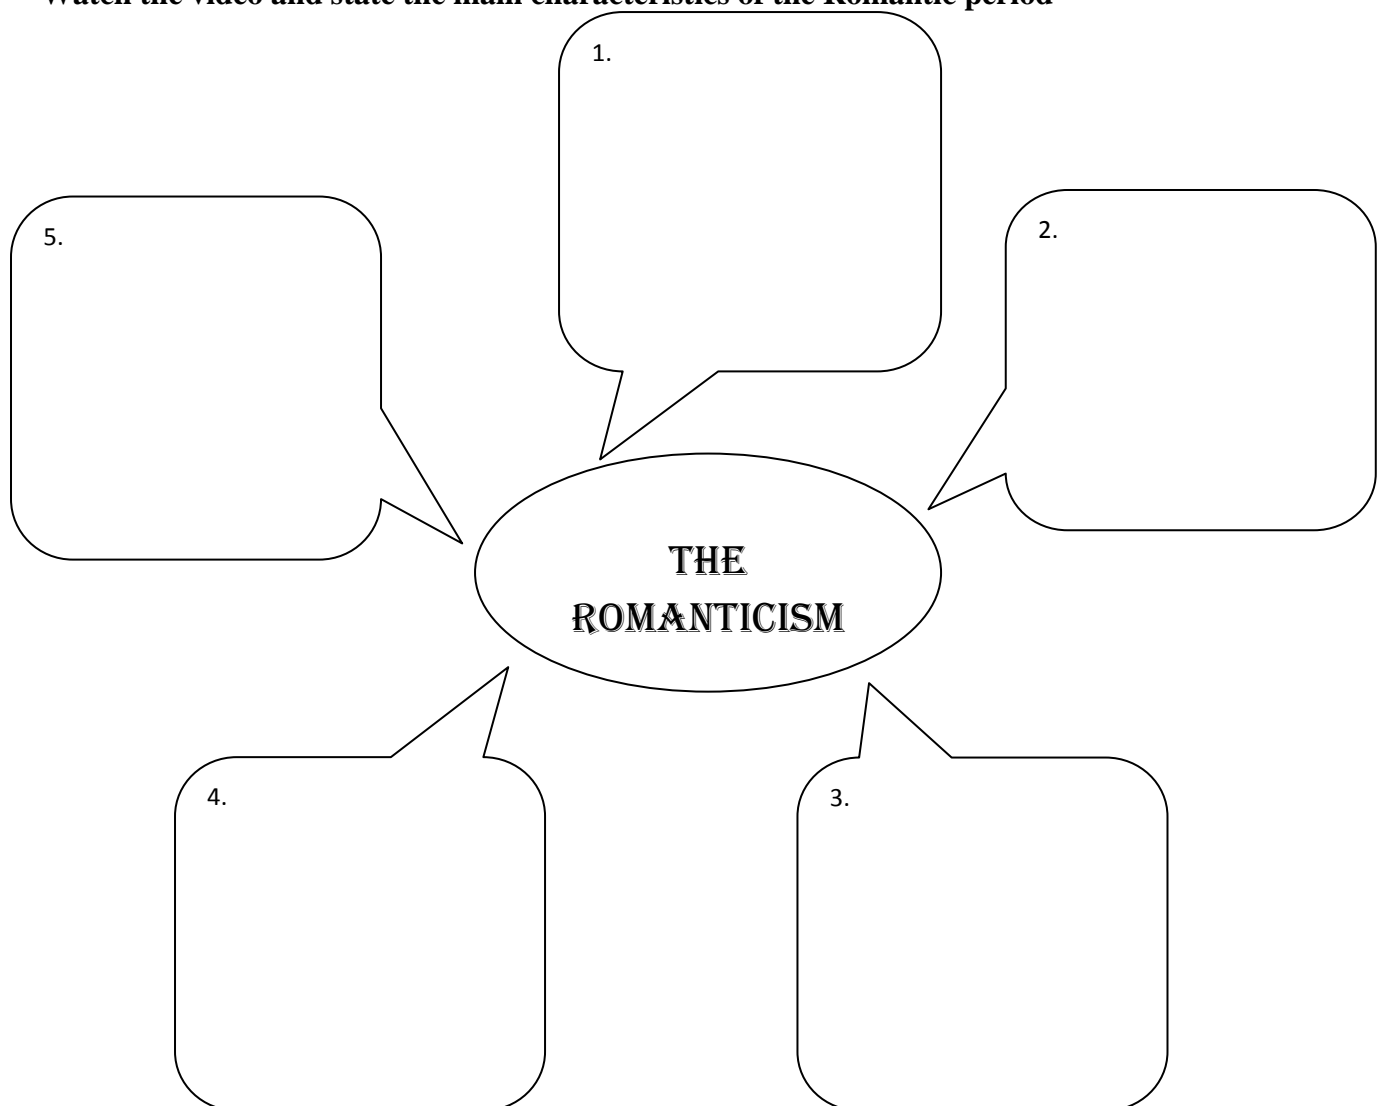 Watch the video and state the main characteristics of the Romantic period
1.
5.
2.
THE
ROMANTICISM
4.
3.